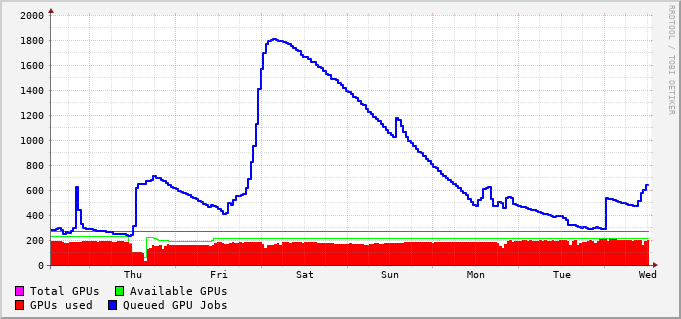 2000
1800
1600
1400
1200
1000
800
600
400
200
0
Thu Fri Sat Sun Mon Tue Wed
Total GPUs Available GPUs
GPUs used Queued GPU Jobs
RRDTOOL / TOBI OETIKER